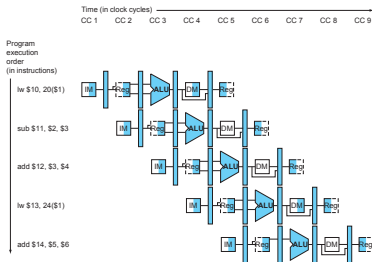 Time (in clock cycles)
CC 1 CC 2 CC 3 CC 4 CC 5 CC 6 CC 7 CC 8 CC 9
Program
execution
order
(in instructions)
lw $10, 20($1)
IM Reg ALU DM Reg
sub $11, $2, $3
IM Reg ALU DM Reg
add $12, $3, $4
IM Reg ALU DM Reg
lw $13, 24($1)
IM Reg ALU DM Reg
add $14, $5, $6
IM Reg ALU DM Reg